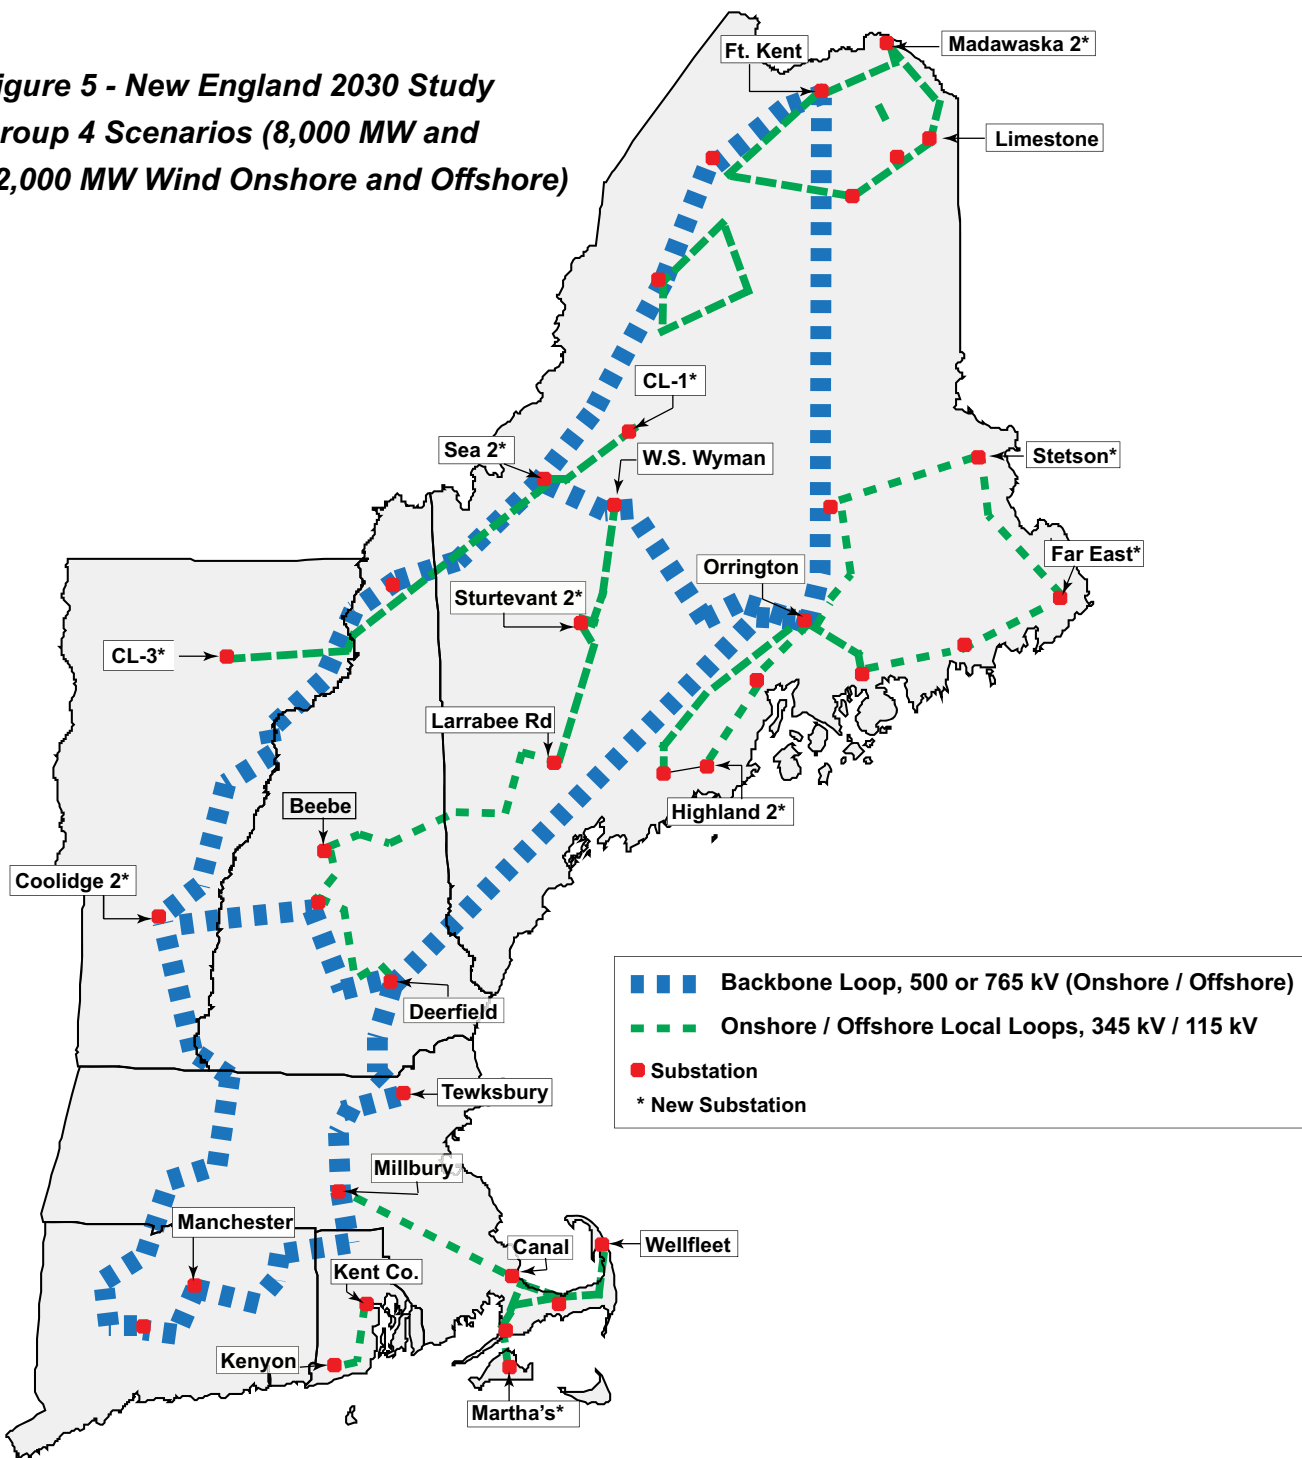 igure 5 - New England 2030 Study
roup 4 Scenarios (8,000 MW and
2,000 MW Wind Onshore and Offshore)
Ft. Kent
Madawaska 2*
Limestone
CL-1*
Sea 2*
W.S. Wyman
Stetson*
Far East*
Orrington
Sturtevant 2*
CL-3*
Larrabee Rd
Beebe
Highland 2*
Coolidge 2*
Deerfield
Backbone Loop, 500 or 765 kV (Onshore / Offshore)
Onshore / Offshore Local Loops, 345 kV / 115 kV
Substation
* New Substation
Tewksbury
Millbury
Manchester
Canal
Wellfleet
Kent Co.
Kenyon
Martha's*